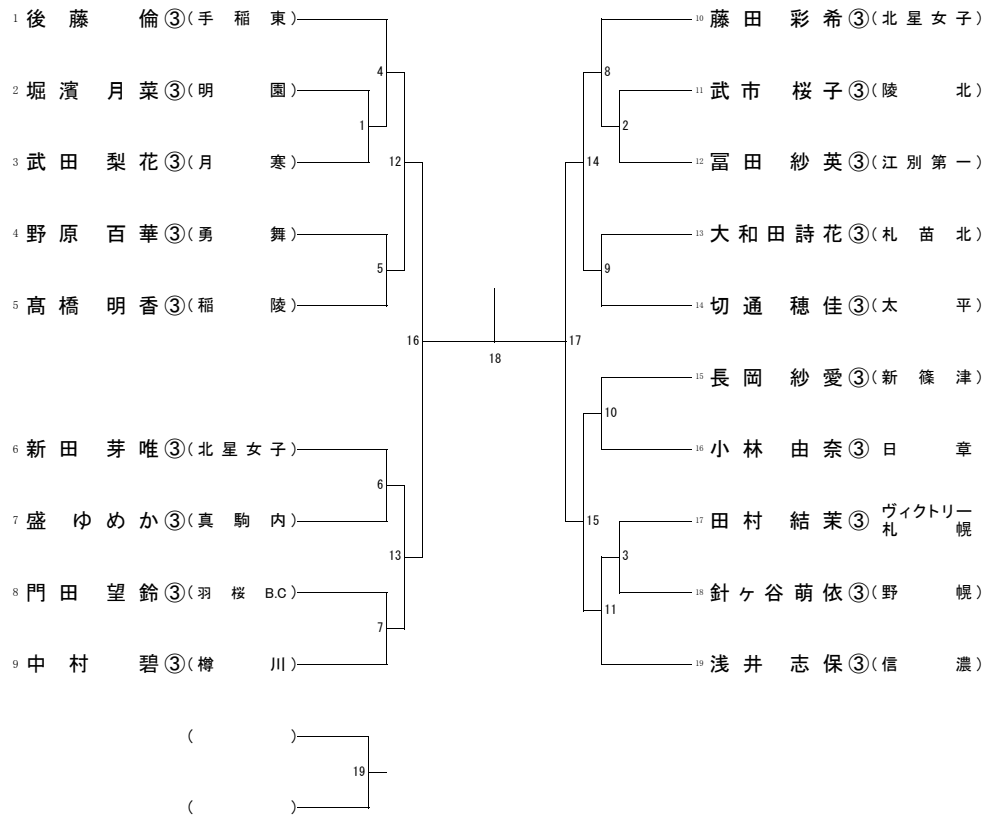 1 後藤 倫③(手稲東)
4
2 堀濱 月菜③(明園)
1
3 武田 梨花③(月寒)
12
4 野原 百華③(勇舞)
5
5 髙橋 明香③(稲陵)
16
6 新田 芽唯③(北星女子)
6
7 盛 ゆめか③(真駒内)
13
8 門田 望鈴③(羽桜 B.C)
7
9 中村 碧③(樽川)
( )
19
( )
18
10 藤田 彩希③(北星女子)
8
11 武市 桜子③(陵北)
2
12 冨田 紗英③(江別第一)
14
13 大和田詩花③(札苗北)
9
14 切通 穂佳③(太平)
17
15 長岡 紗愛③(新篠津)
10
16 小林 由奈③ 日章
17 田村 結茉③ ヴィクトリー
札幌
15
3
18 針ヶ谷萌依③(野幌)
11
19 浅井 志保③(信濃)